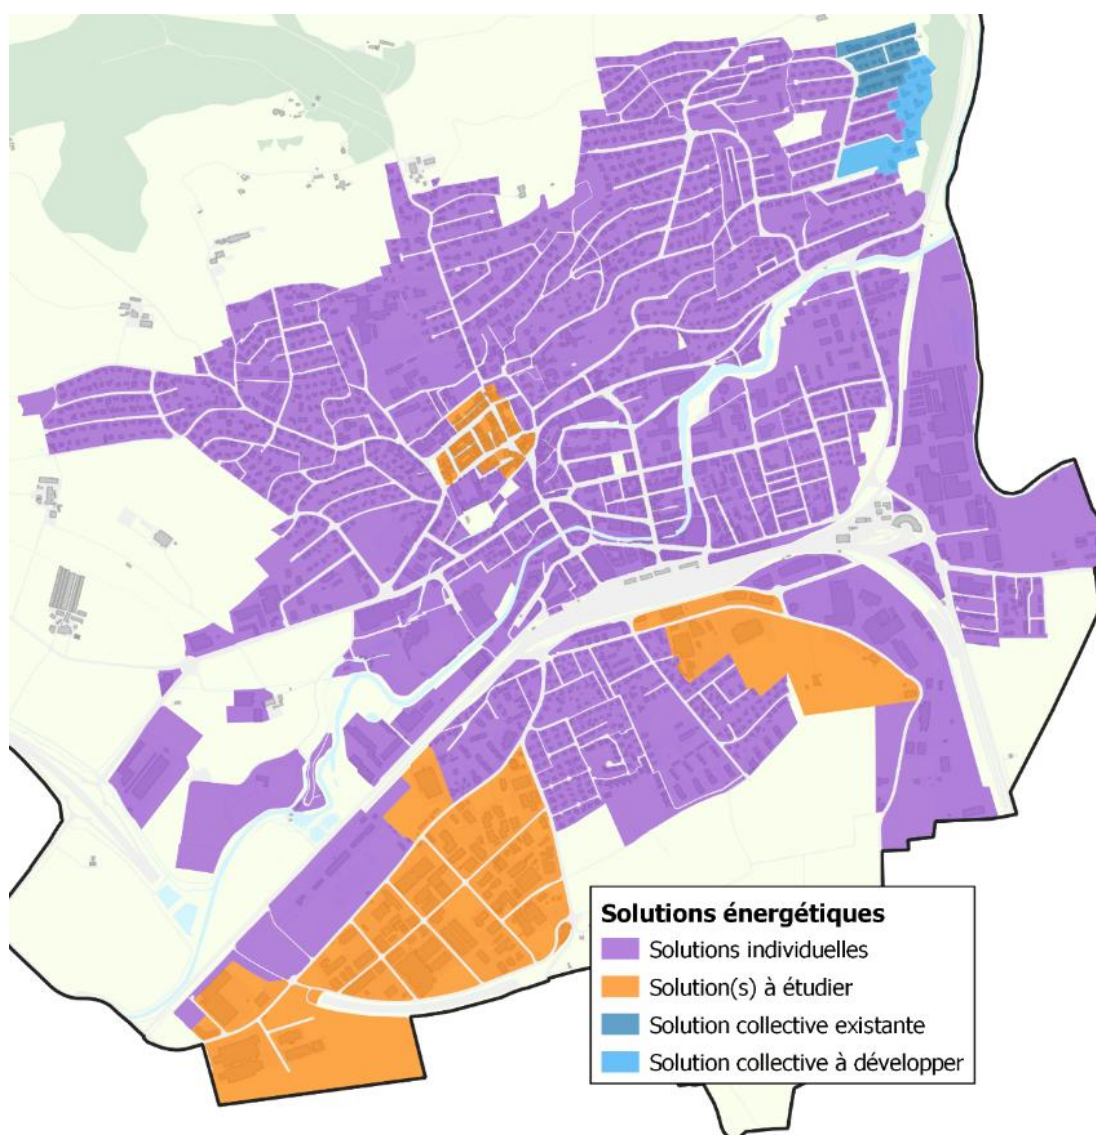 Solutions énergétiques
Solutions individuelles
Solution(s) à étudier
Solution collective existante
Solution collective à développer